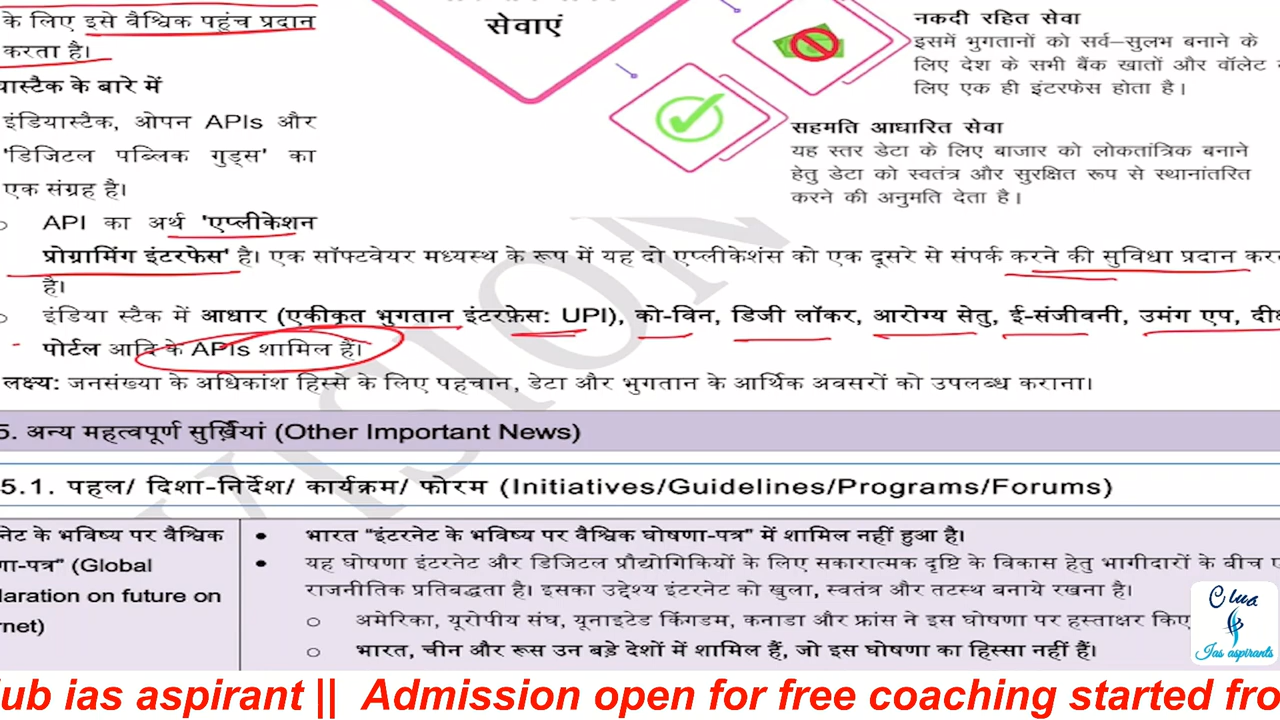 के लिए इसे वैश्विक पहुंच प्रदान
करता है।
सेवाएं
नकदी रहित सेवा
इसमें भुगतानों को सर्व–सुलभ बनाने के
लिए देश के सभी बैंक खातों और वॉलेट
लिए एक ही इंटरफेस होता है।
सहमति आधारित सेवा
यह स्तर डेटा के लिए बाजार को लोकतांत्रिक बनाने
हेतु डेटा को स्वतंत्र और सुरक्षित रूप से स्थानांतरित
करने की अनुमति देता है।
यास्टैक के बारे में
इंडियास्टैक, ओपन APIs और
'डिजिटल पब्लिक गुड्स' का
एक संग्रह है।
API का अर्थ 'एप्लीकेशन
प्रोग्रामिंग इंटरफेस' है। एक सॉफ्टवेयर मध्यस्थ के रूप में यह दो एप्लीकेशंस को एक दूसरे से संपर्क करने की सुविधा प्रदान कर
है।
इंडिया स्टैक में आधार (एकीकृत भुगतान इंटरफ़ेस: UPI), को-विन, डिजी लॉकर, आरोग्य सेतु, ई-संजीवनी, उमंग एप,
पोर्टल आदि के APIs शामिल हैं।
लक्ष्य: जनसंख्या के अधिकांश हिस्से के लिए पहचान, डेटा और भुगतान के आर्थिक अवसरों को उपलब्ध कराना।
VISION
5. अन्य महत्वपूर्ण सुर्ख़ियां (Other Important News)
5.1. पहल/ दिशा-निर्देश/ कार्यक्रम/ फोरम (Initiatives/Guidelines/Programs/Forums)
नेट के भविष्य पर वैश्विक
णा-पत्र" (Global
laration on future on
rnet)
• भारत "इंटरनेट के भविष्य पर वैश्विक घोषणा-पत्र" में शामिल नहीं हुआ है।
• यह घोषणा इंटरनेट और डिजिटल प्रौद्योगिकियों के लिए सकारात्मक दृष्टि के विकास हेतु भागीदारों के बीच ए
राजनीतिक प्रतिबद्धता है। इसका उद्देश्य इंटरनेट को खुला, स्वतंत्र और तटस्थ बनाये रखना है।
अमेरिका, यूरोपीय संघ, यूनाइटेड किंगडम, कनाडा और फ्रांस ने इस घोषणा पर हस्ताक्षर किए
भारत, चीन और रूस उन बड़े देशों में शामिल हैं, जो इस घोषणा का हिस्सा नहीं हैं।
Clua
Ias aspirants
lub ias aspirant || Admission open for free coaching started fro